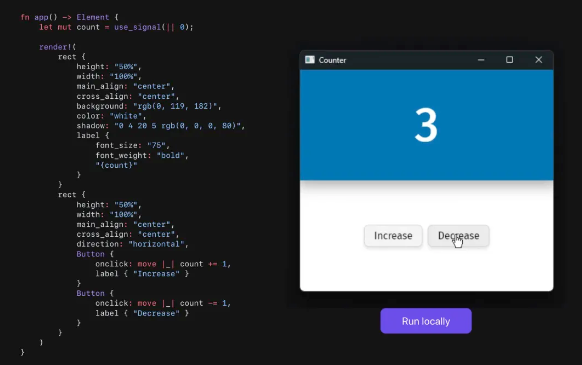 fn app() -> Element {
    let mut count = use_signal(|| 0);

    render!(
        rect {
            height: "50%",
            width: "100%",
            main_align: "center",
            cross_align: "center",
            background: "rgb(0, 119, 182)",
            color: "white",
            shadow: "0 4 20 5 rgb(0, 0, 0, 80)",
            label {
                font_size: "75",
                font_weight: "bold",
                "{count}"
            }
        }
        rect {
            height: "50%",
            width: "100%",
            main_align: "center",
            cross_align: "center",
            direction: "horizontal",
            Button {
                onclick: move |_| count += 1,
                label { "Increase" }
            }
            Button {
                onclick: move |_| count -= 1,
                label { "Decrease" }
            }
        }
    )
}
Counter
3
Increase Decrease
Run locally